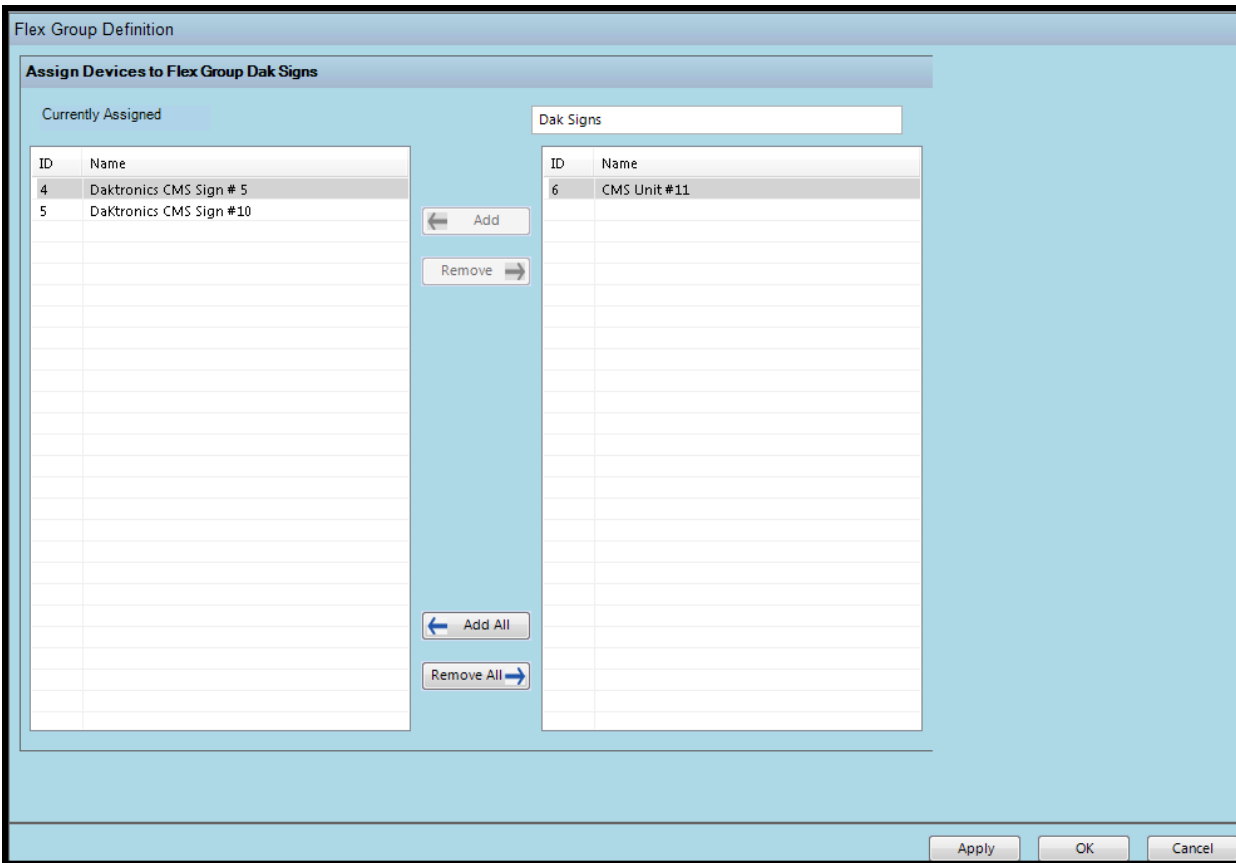 Flex Group Definition
Assign Devices to Flex Group Dak Signs
Currently Assigned
Dak Signs
ID Name
4 Daktronics CMS Sign # 5
5 DaKtronics CMS Sign #10
Add
Remove
Add All
Remove All
ID Name
6 CMS Unit #11
Apply OK Cancel